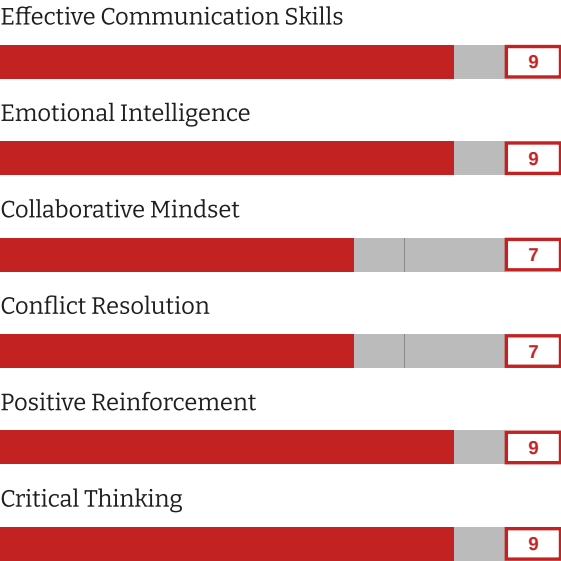 Effective Communication Skills
9
Emotional Intelligence
9
Collaborative Mindset
7
Conflict Resolution
7
Positive Reinforcement
9
Critical Thinking
9